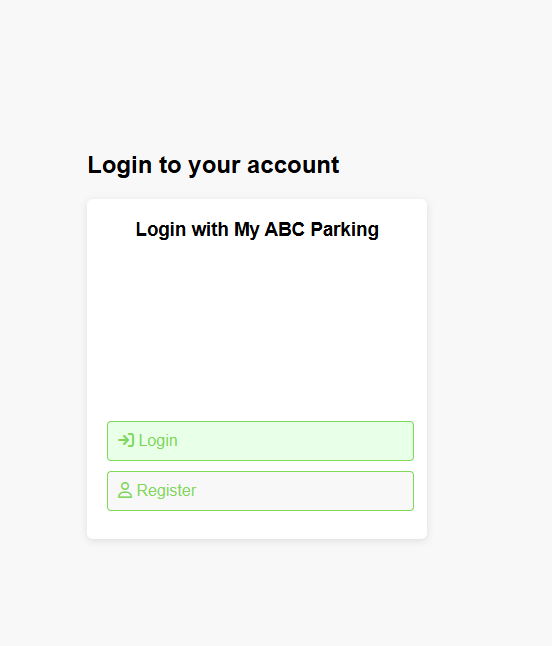 Login to your account
Login with My ABC Parking
Login
Register